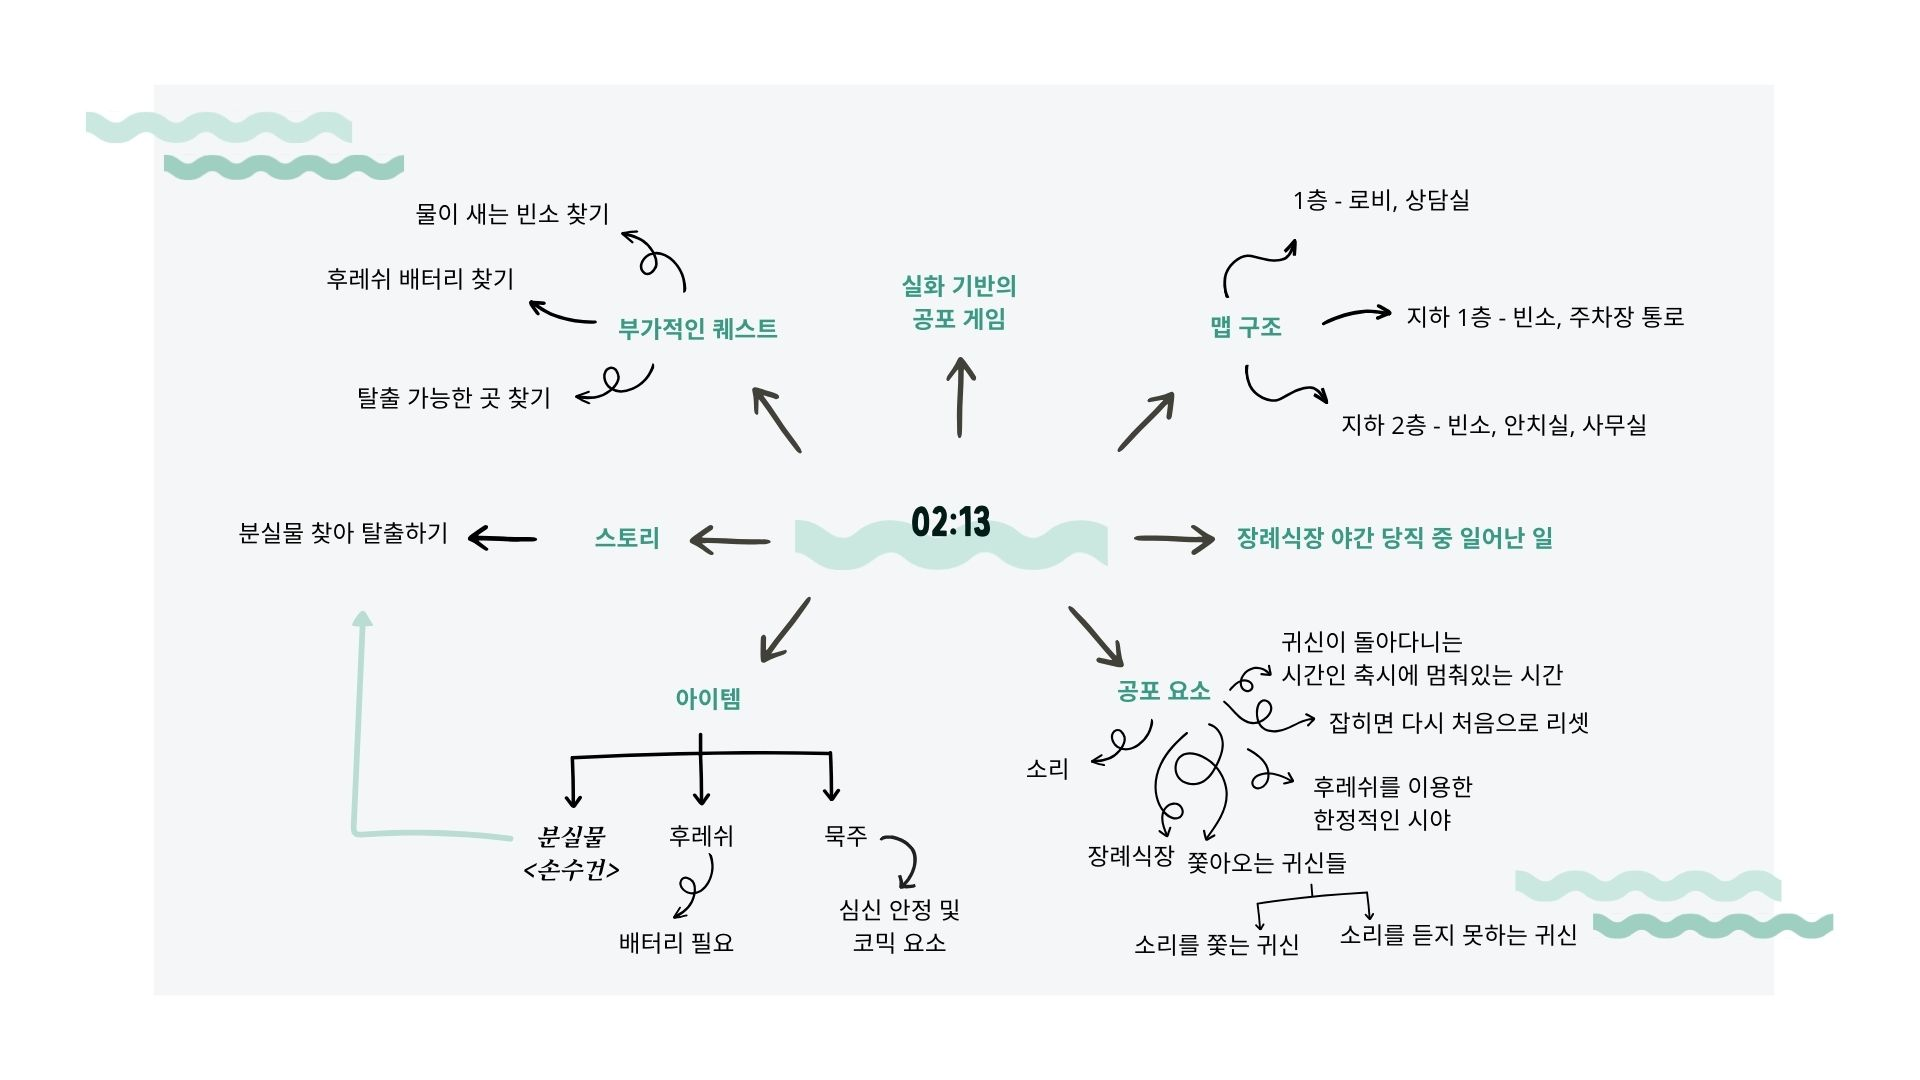 물이 새는 빈소 찾기
후레쉬 배터리 찾기
부가적인 퀘스트
탈출 가능한 곳 찾기
실화 기반의
공포 게임
1층 - 로비, 상담실
맵 구조
지하 1층 - 빈소, 주차장 통로
지하 2층 - 빈소, 안치실, 사무실
분실물 찾아 탈출하기
스토리
02:13
장례식장 야간 당직 중 일어난 일
아이템
분실물
<손수건>
후레쉬
배터리 필요
묵주
심신 안정 및
코믹 요소
공포 요소
귀신이 돌아다니는
시간인 축시에 멈춰있는 시간
잡히면 다시 처음으로 리셋
소리
후레쉬를 이용한
한정적인 시야
장례식장
쫓아오는 귀신들
소리를 쫓는 귀신
소리를 듣지 못하는 귀신